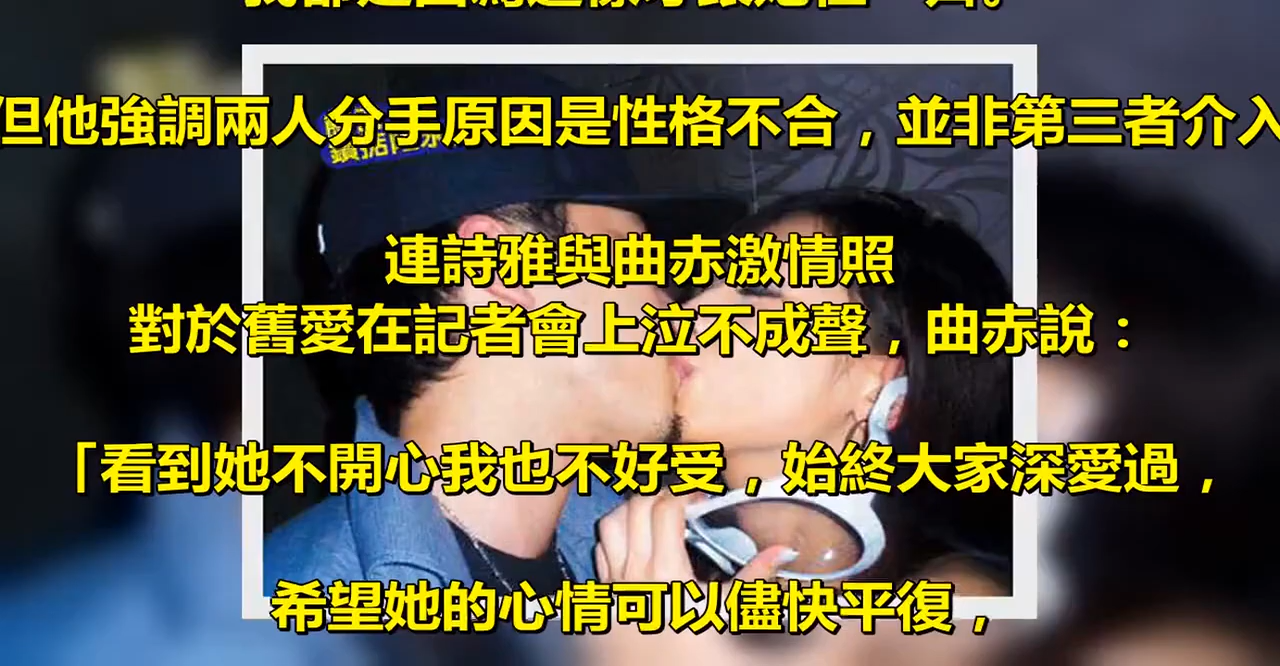 但他強調兩人分手原因是性格不合，並非第三者介入
連詩雅與曲赤激情照
對於舊愛在記者會上泣不成聲，曲赤說：
「看到她不開心我也不好受，始終大家深愛過，
希望她的心情可以儘快平復，